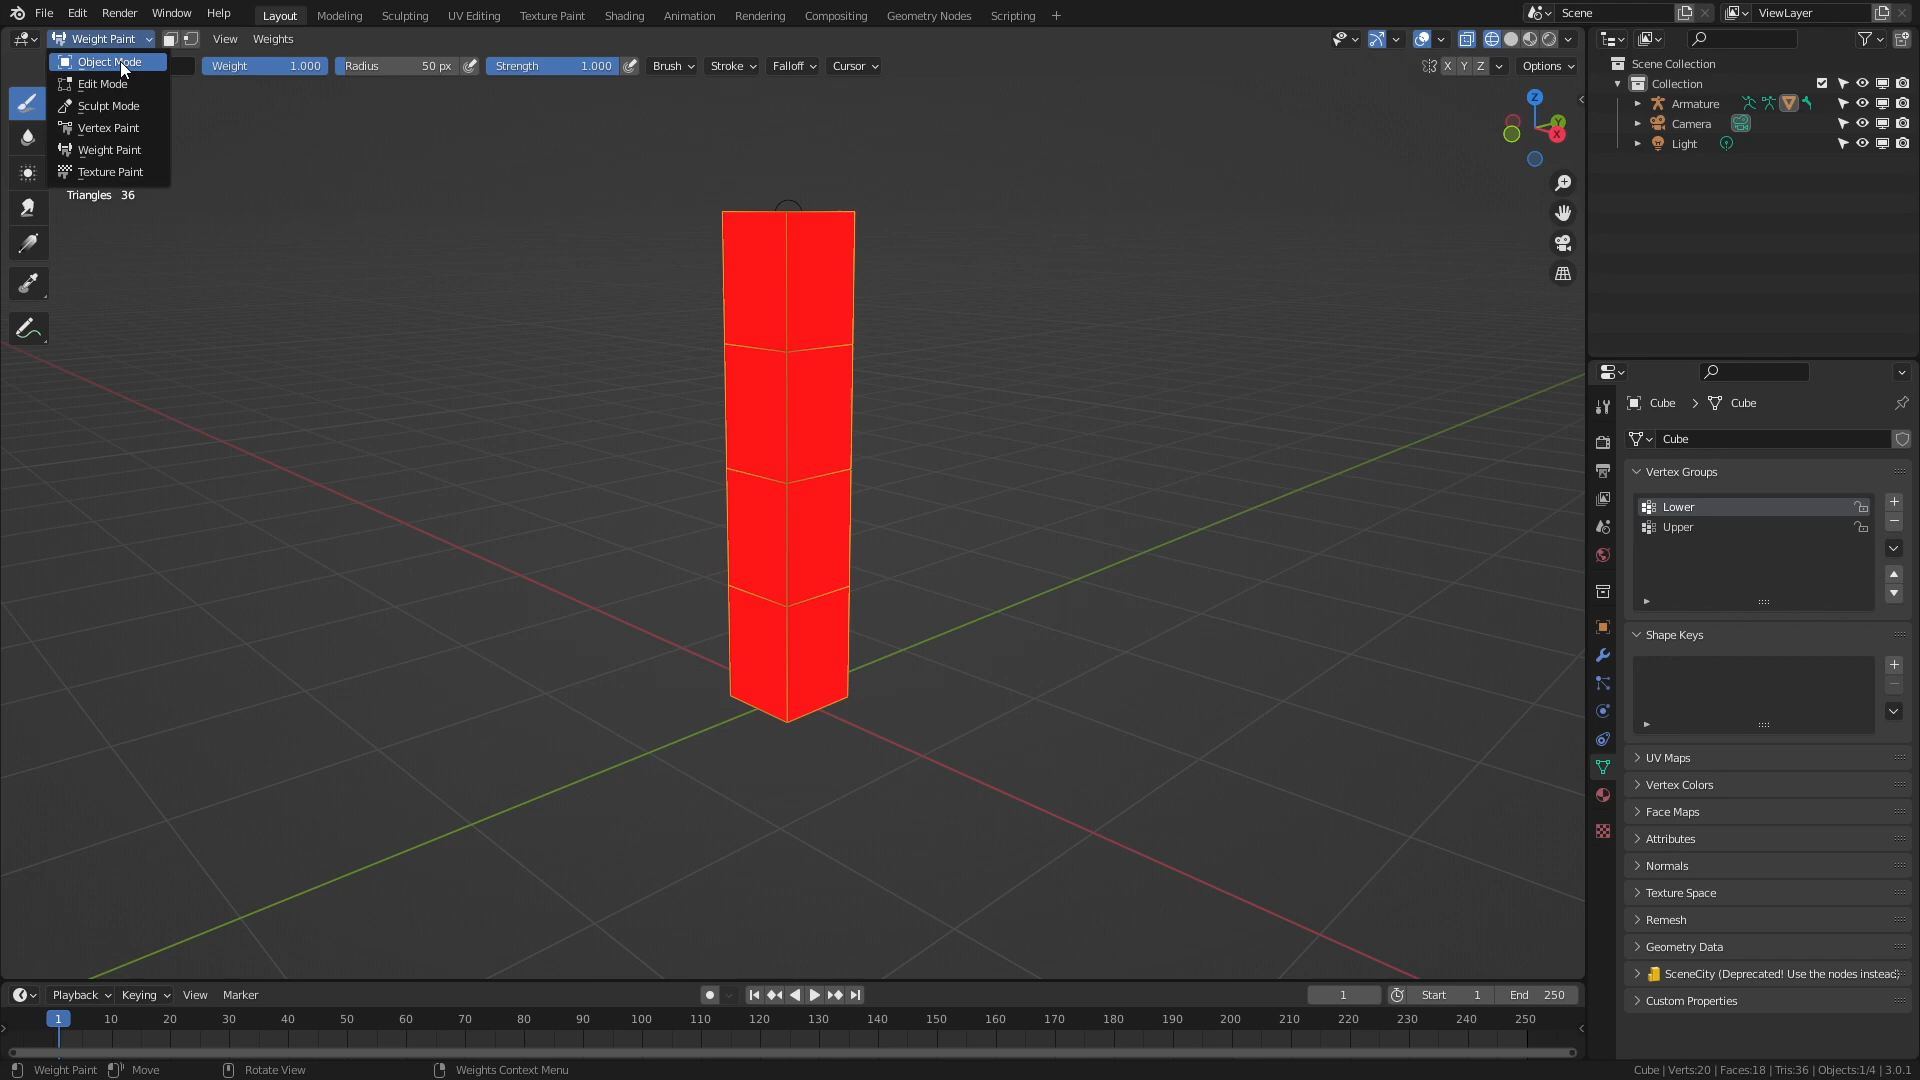 File Edit Render Window Help Layout Modeling Sculpting UV Editing Texture Paint Shading Animation Rendering Compositing Geometry Nodes Scripting + Scene ViewLayer
Weight Paint View Weights
Object Mode Weight 1.000 Radius 50 px Strength 1.000 Brush Stroke Falloff Cursor X Y Z Options
Edit Mode
Sculpt Mode
Vertex Paint
Weight Paint
Texture Paint
Triangles 36
Z
Y
X
Scene Collection
Collection
Armature
Camera
Light
Cube > Cube
Cube
Vertex Groups
Lower
Upper
Shape Keys
UV Maps
Vertex Colors
Face Maps
Attributes
Normals
Texture Space
Remesh
Geometry Data
SceneCity (Deprecated! Use the nodes instead)
Custom Properties
Playback Keying View Marker 1 Start 1 End 250
1 10 20 30 40 50 60 70 80 90 100 110 120 130 140 150 160 170 180 190 200 210 220 230 240 250
Weight Paint Move Rotate View Weights Context Menu Cube | Verts:20 | Faces:18 | Tris:36 | Objects:1/4 | 3.0.1